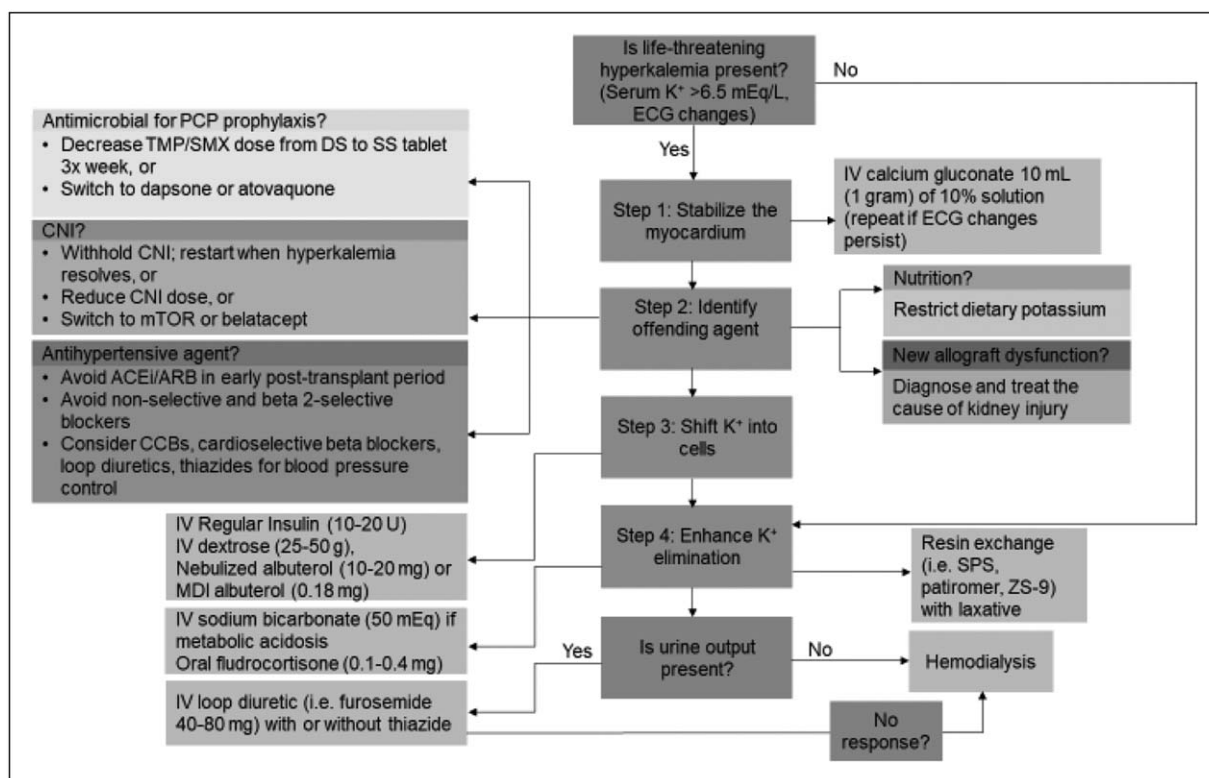 Is life-threatening
hyperkalemia present?
(Serum K⁺ >6.5 mEq/L,
ECG changes)
No
Yes
Antimicrobial for PCP prophylaxis?
• Decrease TMP/SMX dose from DS to SS tablet
3x week, or
• Switch to dapsone or atovaquone
CNI?
• Withhold CNI; restart when hyperkalemia
resolves, or
• Reduce CNI dose, or
• Switch to mTOR or belatacept
Antihypertensive agent?
• Avoid ACEi/ARB in early post-transplant period
• Avoid non-selective and beta 2-selective
blockers
• Consider CCBs, cardioselective beta blockers,
loop diuretics, thiazides for blood pressure
control
Step 1: Stabilize the
myocardium
IV calcium gluconate 10 mL
(1 gram) of 10% solution
(repeat if ECG changes
persist)
Step 2: Identify
offending agent
Nutrition?
Restrict dietary potassium
New allograft dysfunction?
Diagnose and treat the
cause of kidney injury
Step 3: Shift K⁺ into
cells
IV Regular Insulin (10-20 U)
IV dextrose (25-50 g),
Nebulized albuterol (10-20 mg) or
MDI albuterol (0.18 mg)
Step 4: Enhance K⁺
elimination
Resin exchange
(i.e. SPS,
patiromer, ZS-9)
with laxative
IV sodium bicarbonate (50 mEq) if
metabolic acidosis
Oral fludrocortisone (0.1-0.4 mg)
Is urine output
present?
Yes
No
Hemodialysis
IV loop diuretic (i.e. furosemide
40-80 mg) with or without thiazide
No
response?